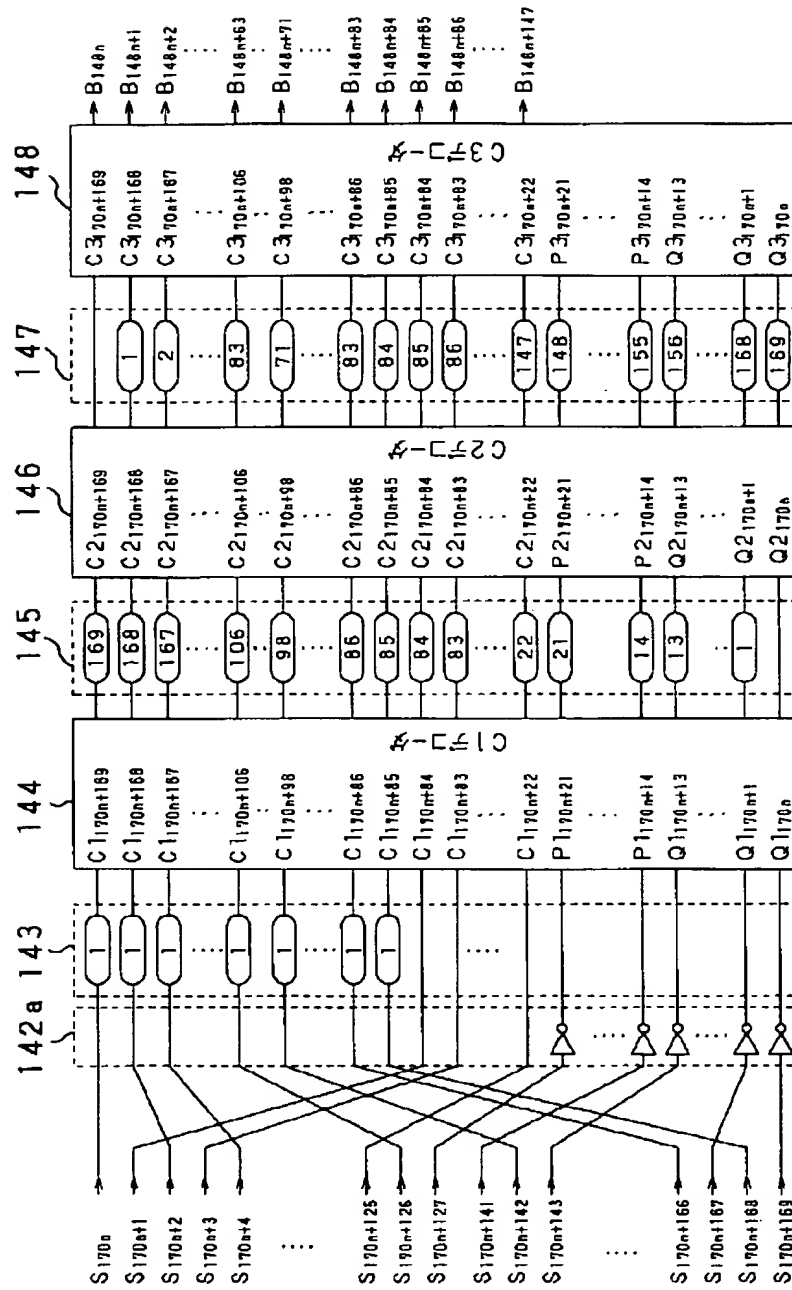 142a
143
144
145
146
147
148
S170n
S170n+1
S170n+2
S170n+3
S170n+4
....
S170n+125
S170n+126
S170n+127
S170n+141
S170n+142
S170n+143
....
S170n+166
S170n+167
S170n+168
S170n+169
1
1
1
.....
1
1
.....
1
1
....
C1170n+169
C1170n+168
C1170n+167
C1170n+106
C1170n+98
C1170n+86
C1170n+85
C1170n+84
C1170n+83
C1170n+22
P1170n+21
P1170n+14
Q1170n+13
Q1170n+1
Q1170n
C1デコーダ
169
168
167
.....
106
98
.....
86
85
84
83
.....
22
21
14
13
1
C2170n+169
C2170n+168
C2170n+167
C2170n+106
C2170n+98
C2170n+86
C2170n+85
C2170n+84
C2170n+83
C2170n+22
P2170n+21
P2170n+14
Q2170n+13
Q2170n+1
Q2170n
C2デコーダ
1
2
.....
83
71
.....
83
84
85
86
.....
147
148
.....
155
156
.....
168
169
C3170n+169
C3170n+168
C3170n+167
C3170n+106
C3170n+98
C3170n+86
C3170n+85
C3170n+84
C3170n+83
C3170n+22
P3170n+21
P3170n+14
Q3170n+13
Q3170n+1
Q3170n
C3デコーダ
B148n
B148n+1
B148n+2
.....
B148n+63
B148n+71
.....
B148n+83
B148n+84
B148n+85
B148n+86
.....
B148n+147